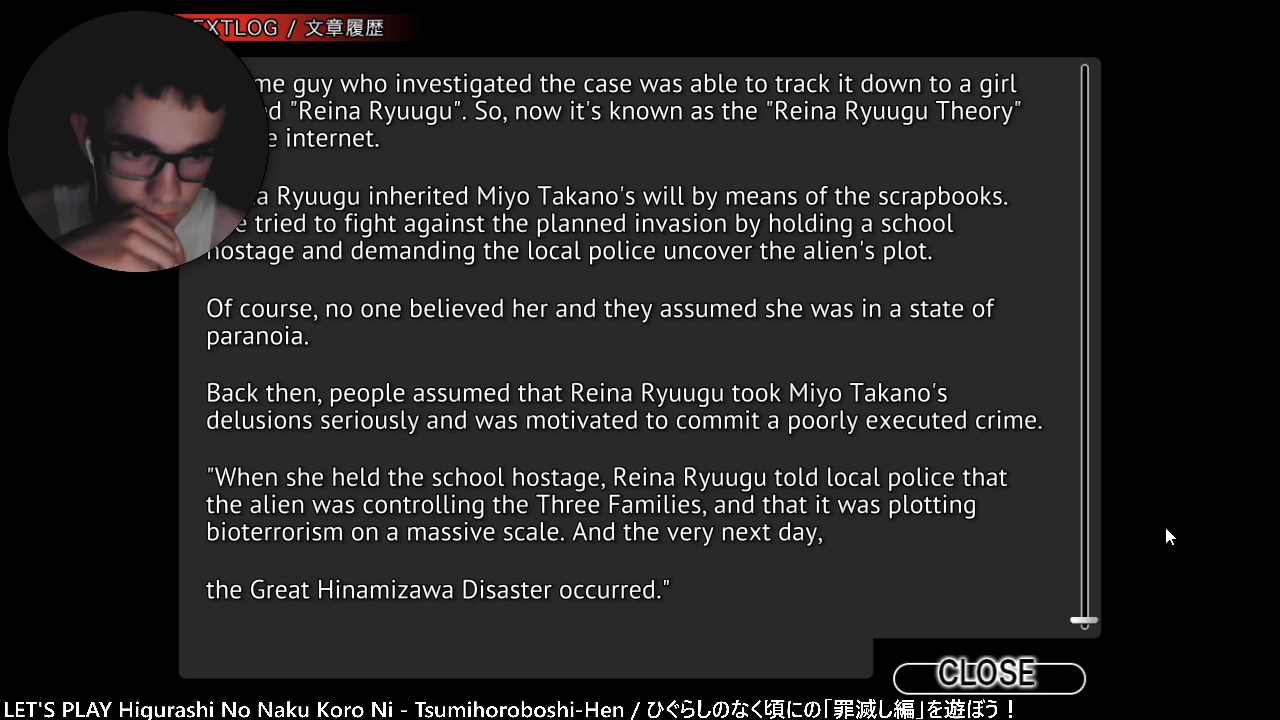 EXTLOG / 文章履歴
me guy who investigated the case was able to track it down to a girl
d "Reina Ryuugu". So, now it's known as the "Reina Ryuugu Theory"
e internet.
a Ryuugu inherited Miyo Takano's will by means of the scrapbooks.
e tried to fight against the planned invasion by holding a school
hostage and demanding the local police uncover the alien's plot.
Of course, no one believed her and they assumed she was in a state of
paranoia.
Back then, people assumed that Reina Ryuugu took Miyo Takano's
delusions seriously and was motivated to commit a poorly executed crime.
"When she held the school hostage, Reina Ryuugu told local police that
the alien was controlling the Three Families, and that it was plotting
bioterrorism on a massive scale. And the very next day,
the Great Hinamizawa Disaster occurred."
CLOSE
LET'S PLAY Higurashi No Naku Koro Ni - Tsumihoroboshi-Hen / ひぐらしのなく頃にの「罪滅し編」を遊ぼう！